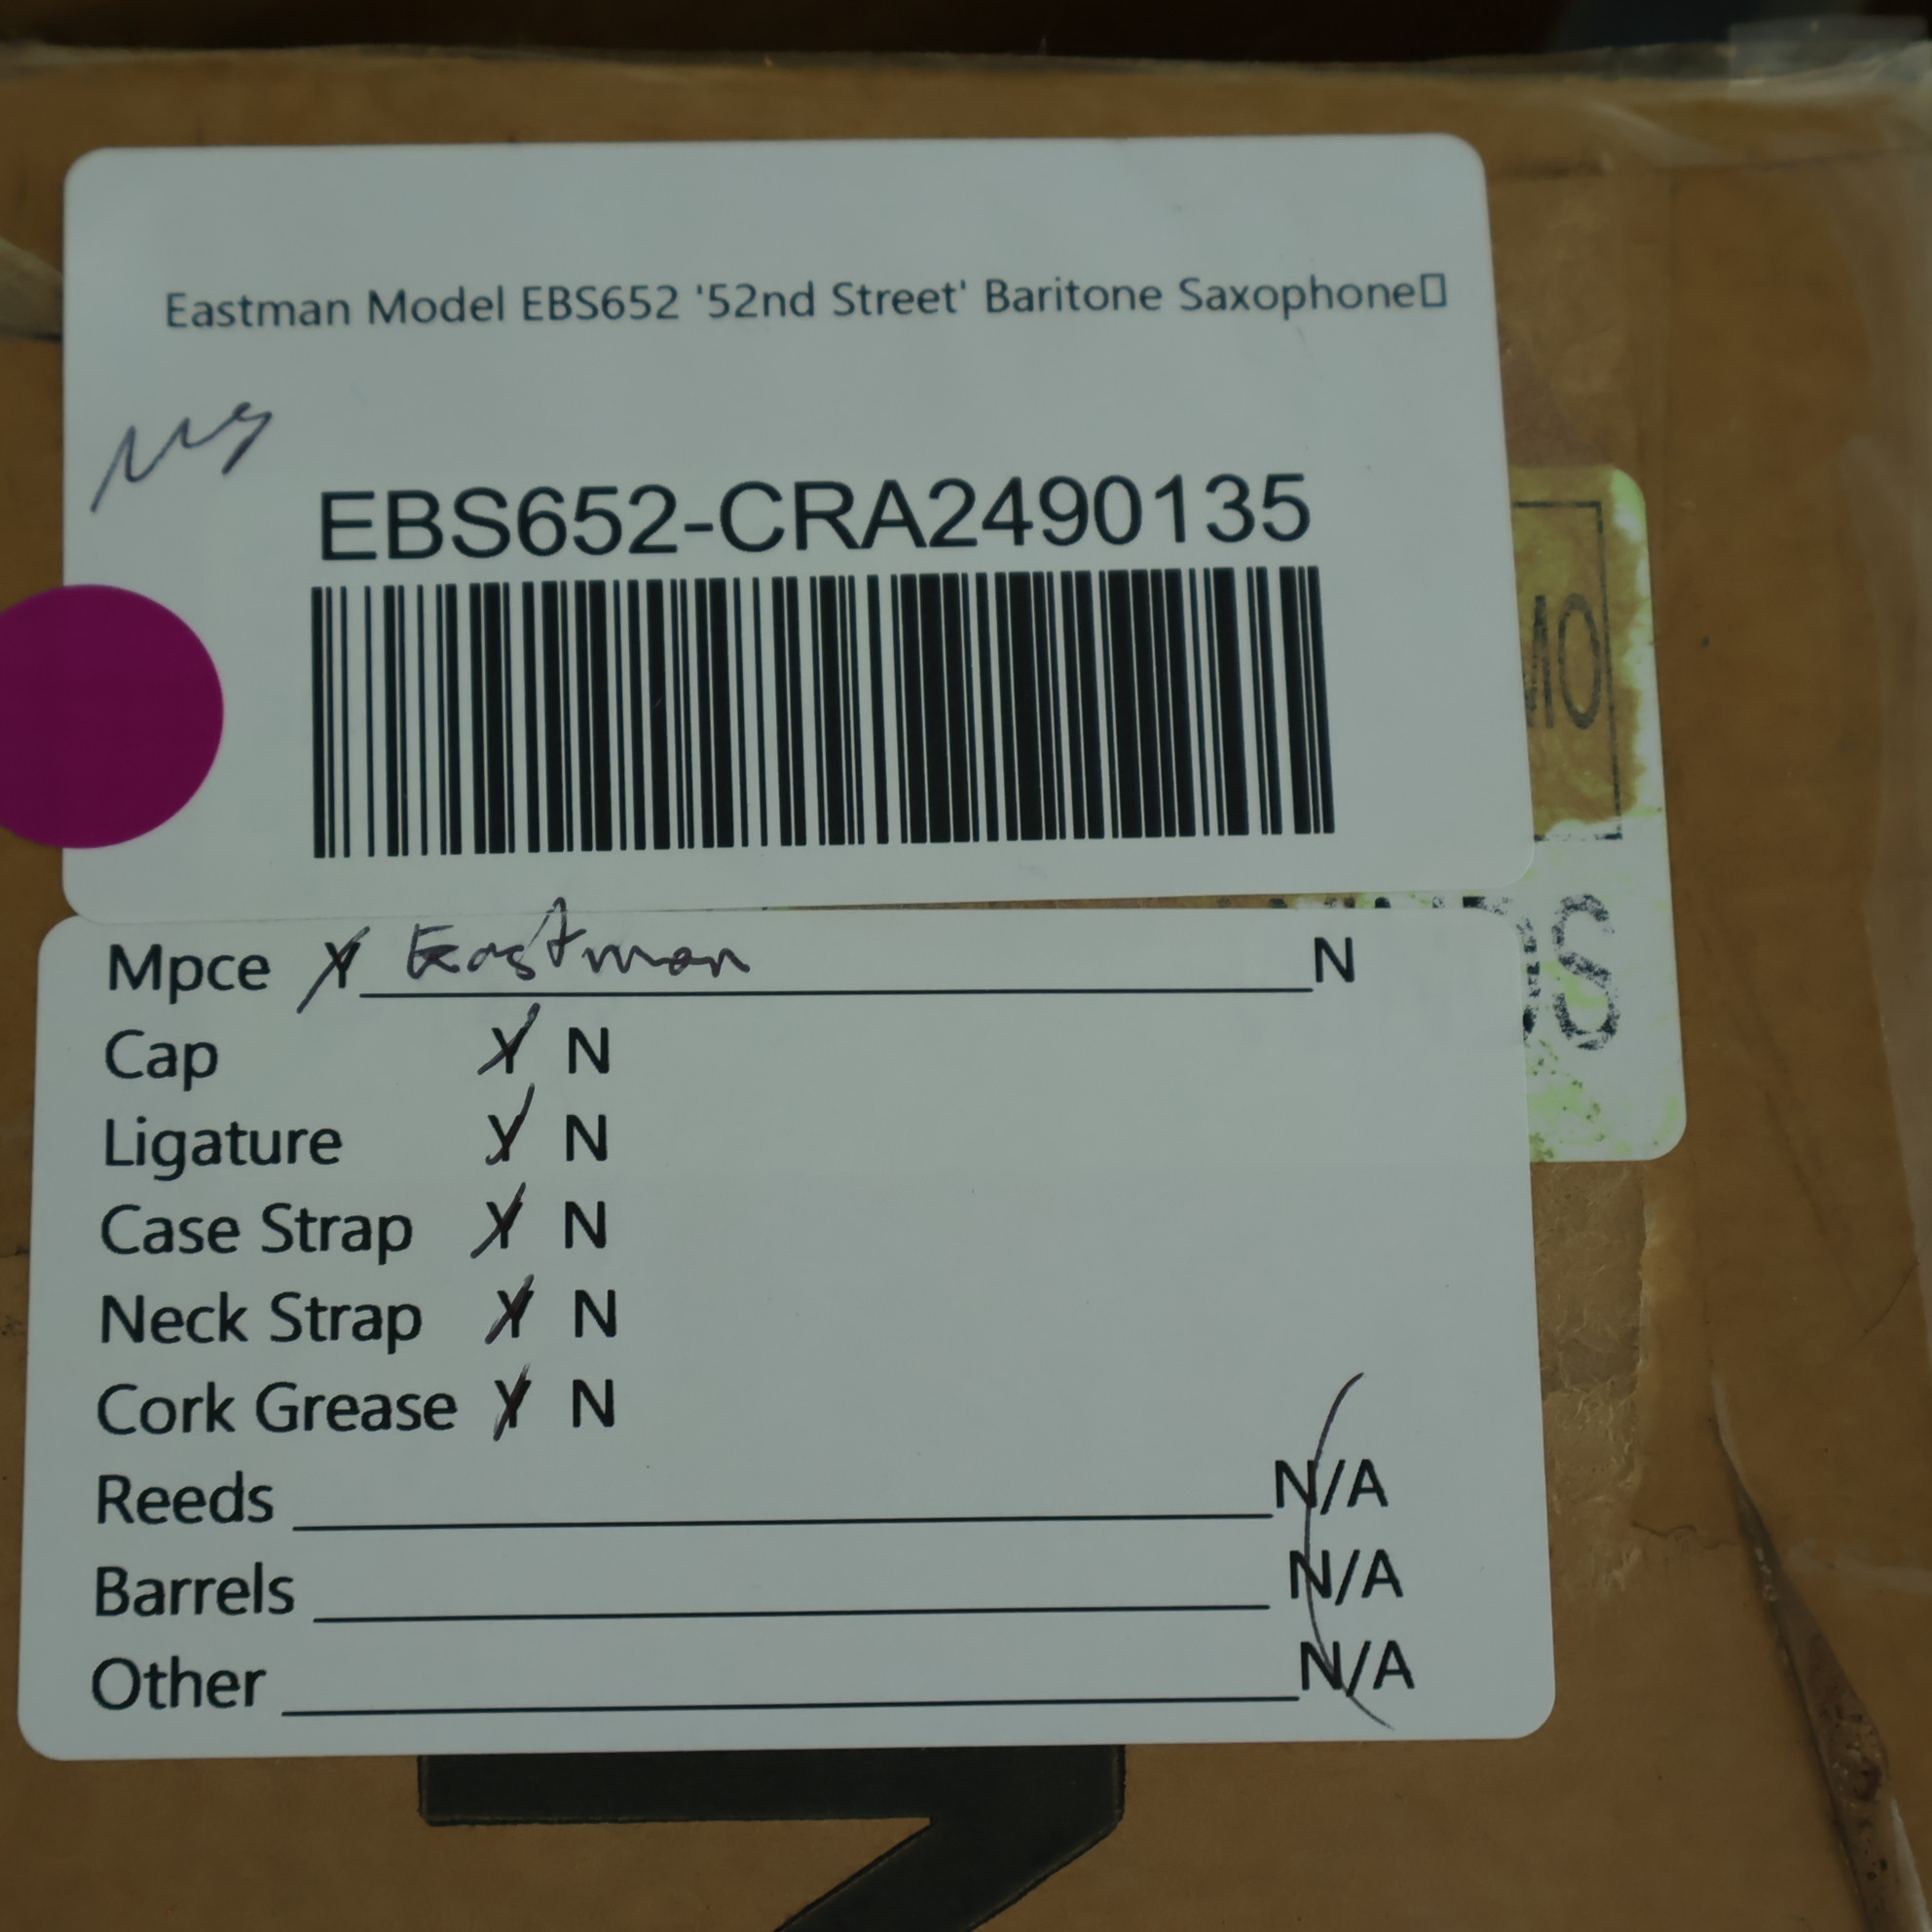 Eastman Model EBS652 '52nd Street' Baritone Saxophone▯
EBS652-CRA2490135
Mpce Y Eastman N
Cap Y N
Ligature Y N
Case Strap Y N
Neck Strap Y N
Cork Grease Y N
Reeds N/A
Barrels N/A
Other N/A